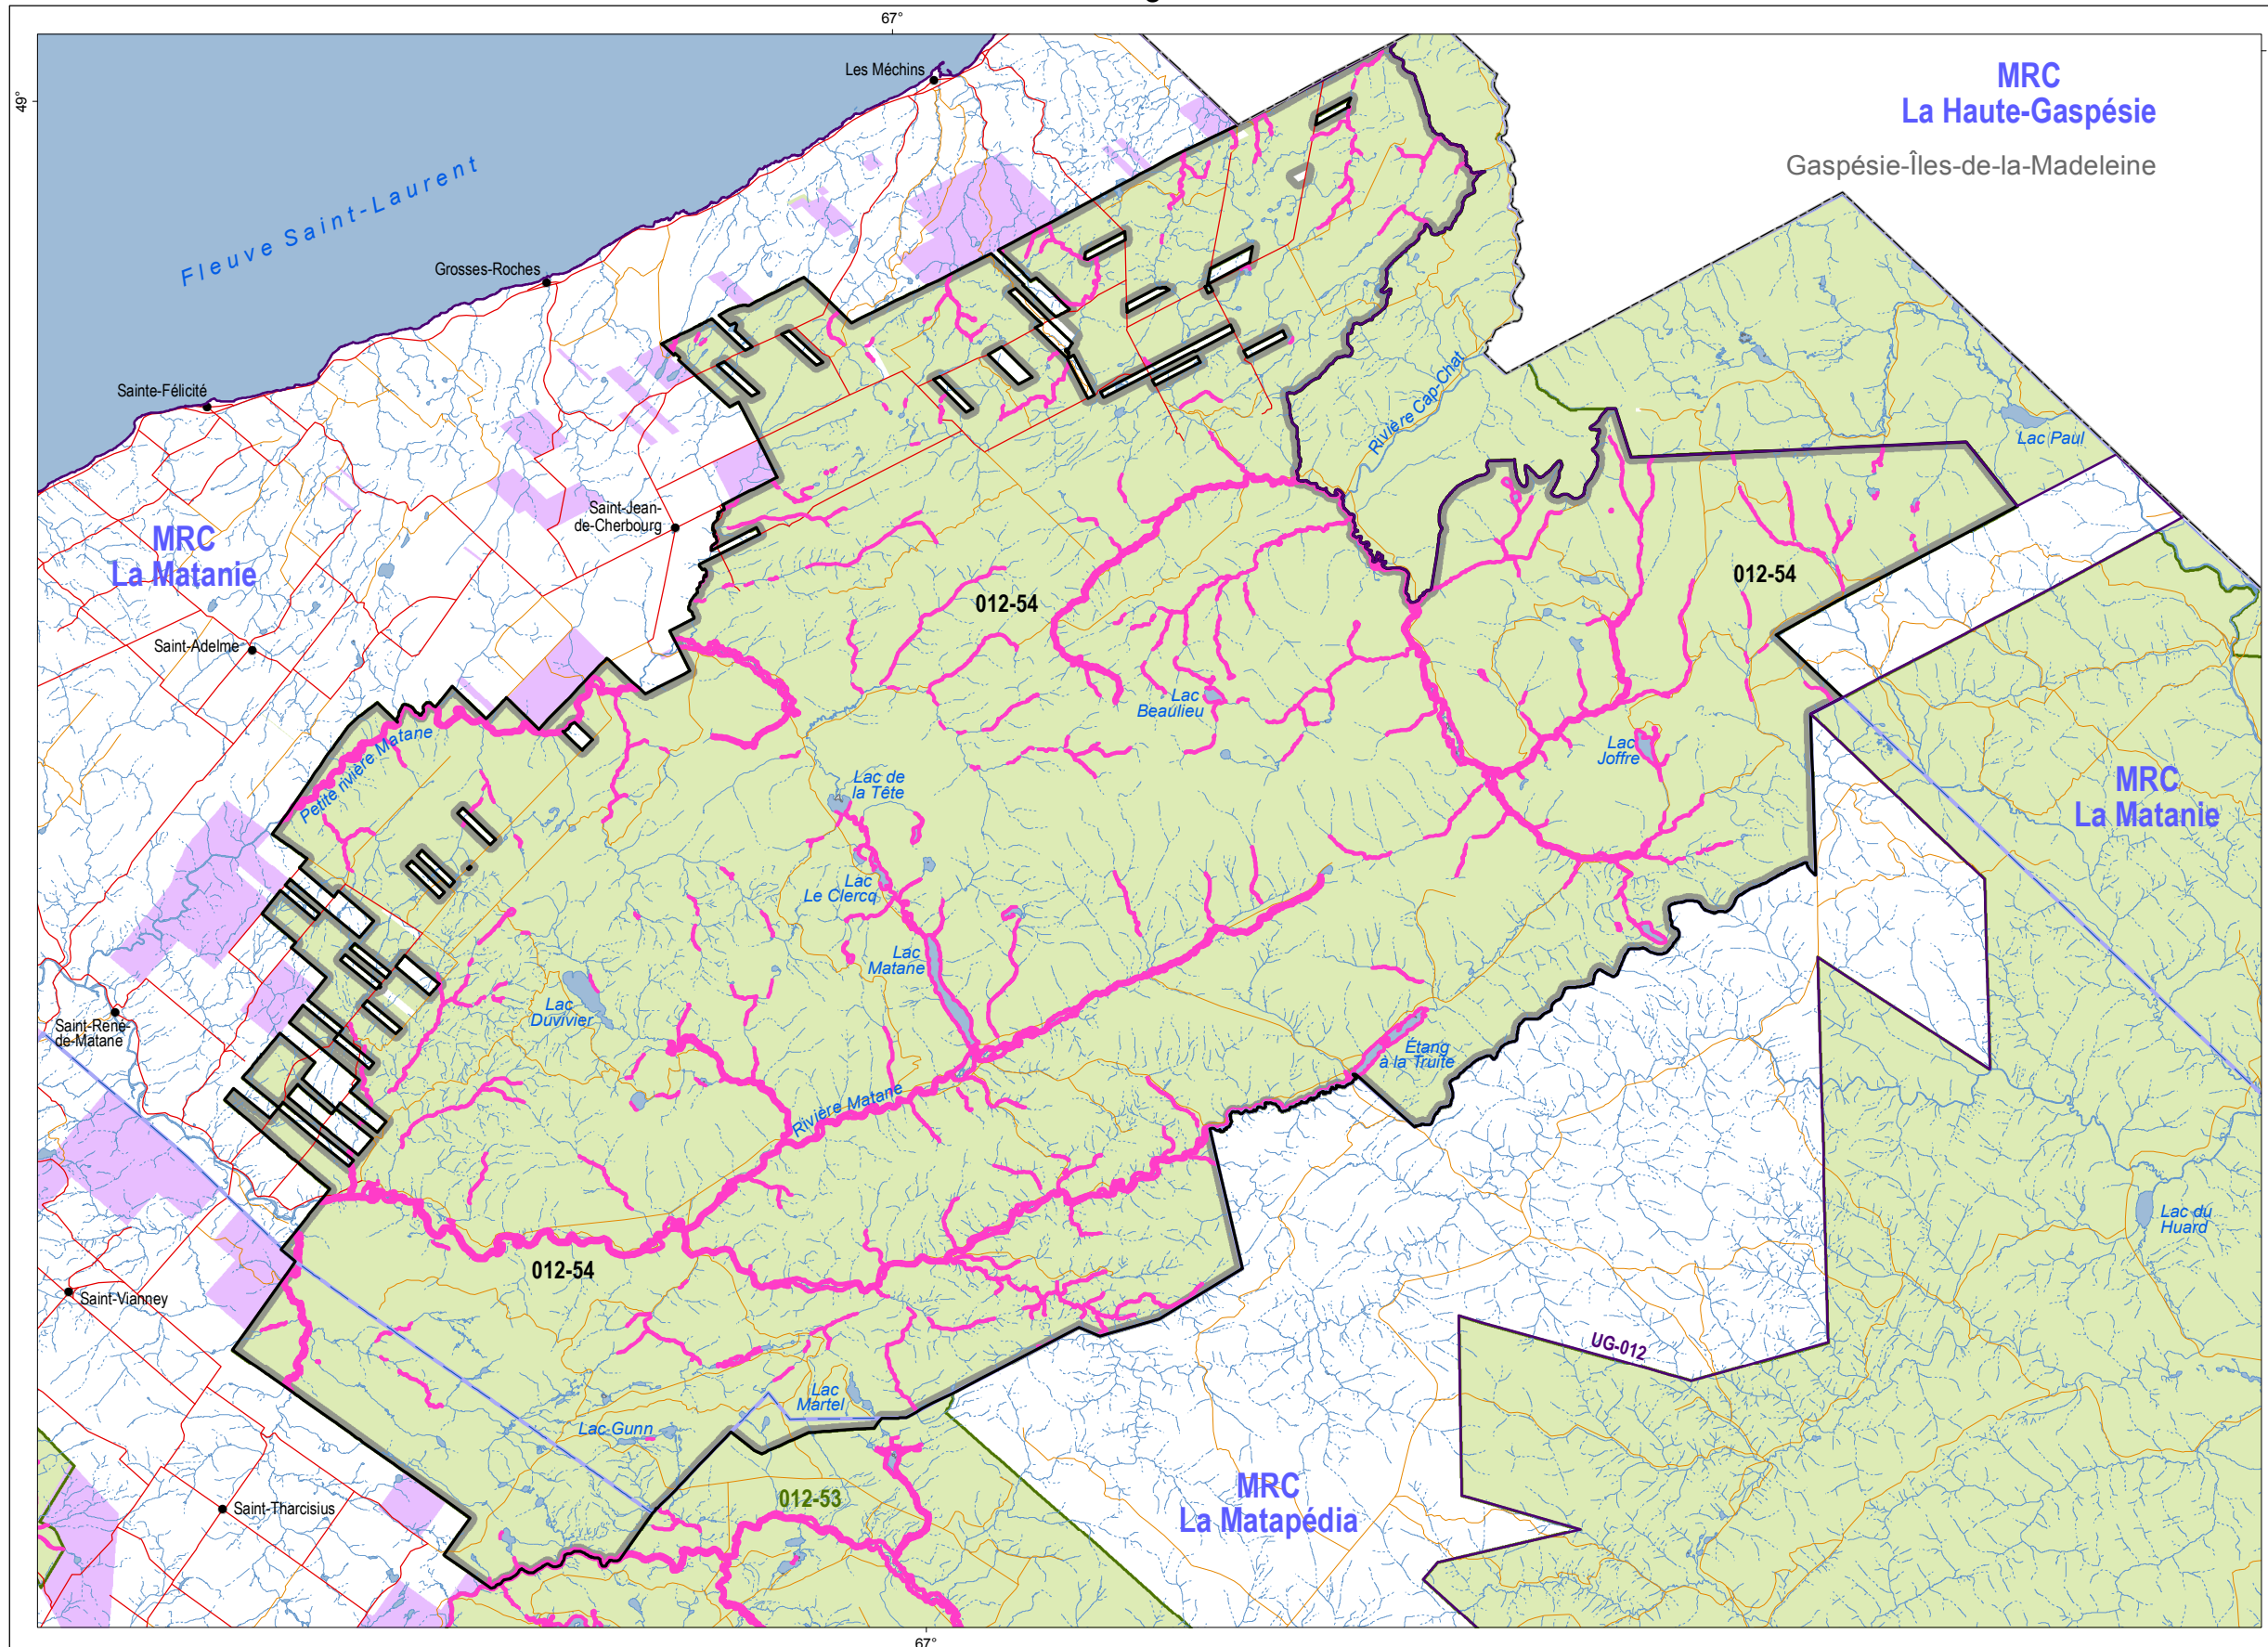 67°
49°
Les Méchins
MRC
La Haute-Gaspésie
Gaspésie-Îles-de-la-Madeleine
Fleuve Saint-Laurent
Grosses-Roches
Sainte-Félicité
Rivière Cap-Chat
Lac Paul
Saint-Jean-
de-Cherbourg
MRC
La Matanie
012-54
012-54
Saint-Adelme
Lac
Beaulieu
Petite rivière Matane
Lac
Joffre
Lac de
la Tête
MRC
La Matanie
Lac
Le Clercq
Lac
Matane
Lac
Duvivier
Saint-René-
de-Matane
Étang
à la Truite
Rivière Matane
Lac du
Huard
012-54
Saint-Vianney
UG-012
Lac
Martel
Lac Gunn
012-53
MRC
La Matapédia
Saint-Tharcisius
67°